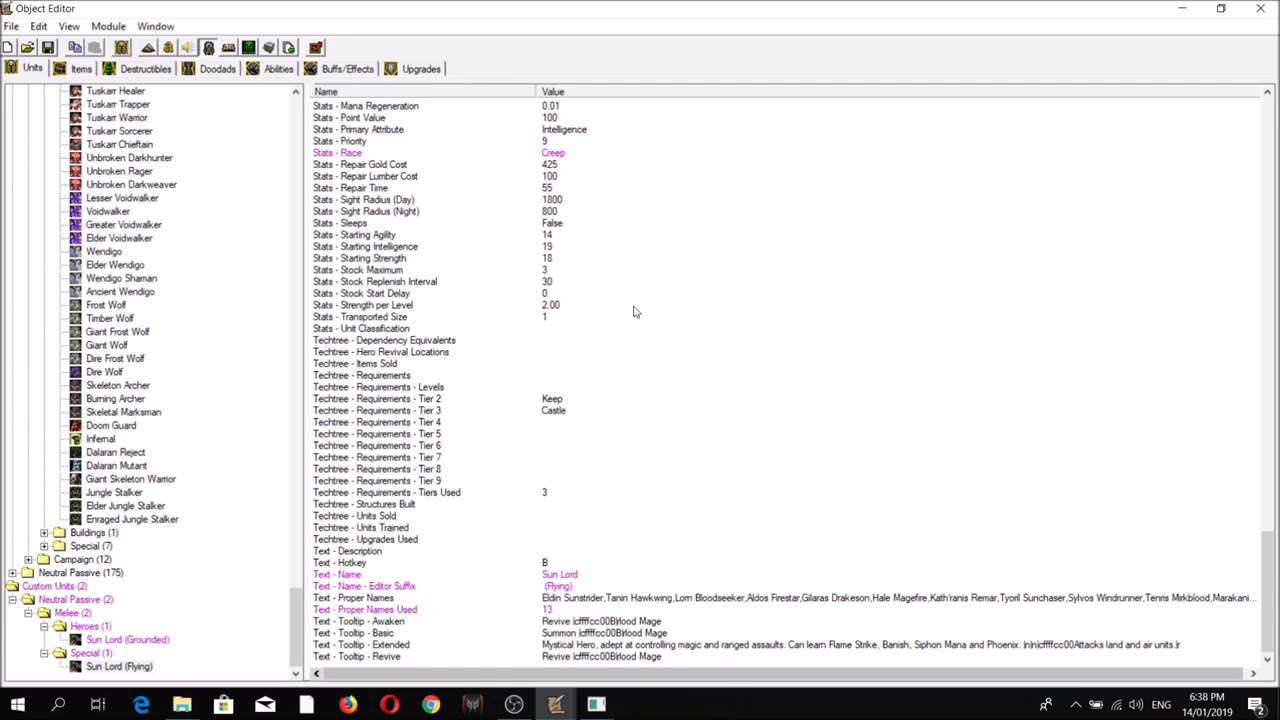 Object Editor
File Edit View Module Window
Units Items Destructibles Doodads Abilities Buffs/Effects Upgrades
Tuskarr Healer
Tuskarr Trapper
Tuskarr Warrior
Tuskarr Sorcerer
Tuskarr Chieftain
Unbroken Darkhunter
Unbroken Rager
Unbroken Darkweaver
Lesser Voidwalker
Voidwalker
Greater Voidwalker
Elder Voidwalker
Wendigo
Elder Wendigo
Wendigo Shaman
Ancient Wendigo
Frost Wolf
Timber Wolf
Giant Frost Wolf
Giant Wolf
Dire Frost Wolf
Dire Wolf
Skeleton Archer
Burning Archer
Skeletal Marksman
Doom Guard
Infernal
Dalaran Reject
Dalaran Mutant
Giant Skeleton Warrior
Jungle Stalker
Elder Jungle Stalker
Enraged Jungle Stalker
Buildings (1)
Special (7)
Campaign (12)
Neutral Passive (175)
Custom Units (2)
Neutral Passive (2)
Melee (2)
Heroes (1)
Sun Lord (Grounded)
Special (1)
Sun Lord (Flying)
Name Value
Stats - Mana Regeneration 0.01
Stats - Point Value 100
Stats - Primary Attribute Intelligence
Stats - Priority 9
Stats - Race Creep
Stats - Repair Gold Cost 425
Stats - Repair Lumber Cost 100
Stats - Repair Time 55
Stats - Sight Radius (Day) 1800
Stats - Sight Radius (Night) 800
Stats - Sleeps False
Stats - Starting Agility 14
Stats - Starting Intelligence 19
Stats - Starting Strength 18
Stats - Stock Maximum 3
Stats - Stock Replenish Interval 30
Stats - Stock Start Delay 0
Stats - Strength per Level 2.00
Stats - Transported Size 1
Stats - Unit Classification
Techtree - Dependency Equivalents
Techtree - Hero Revival Locations
Techtree - Items Sold
Techtree - Requirements
Techtree - Requirements - Levels
Techtree - Requirements - Tier 2 Keep
Techtree - Requirements - Tier 3 Castle
Techtree - Requirements - Tier 4
Techtree - Requirements - Tier 5
Techtree - Requirements - Tier 6
Techtree - Requirements - Tier 7
Techtree - Requirements - Tier 8
Techtree - Requirements - Tier 9
Techtree - Requirements - Tiers Used 3
Techtree - Structures Built
Techtree - Units Sold
Techtree - Units Trained
Techtree - Upgrades Used
Text - Description
Text - Hotkey B
Text - Name Sun Lord
Text - Name - Editor Suffix (Flying)
Text - Proper Names Eldin Sunstrider,Tanin Hawkwing,Lorn Bloodseeker,Aldos Firestar,Gilaras Drakeson,Hale Magefire,Kath'ranis Remar,Tyoril Sunchaser,Sylvos Windrunner,Tenris Mirkblood,Marakani...
Text - Proper Names Used 13
Text - Tooltip - Awaken Revive |cffffcc00B|rlood Mage
Text - Tooltip - Basic Summon |cffffcc00B|rlood Mage
Text - Tooltip - Extended Mystical Hero, adept at controlling magic and ranged assaults. Can learn Flame Strike, Banish, Siphon Mana and Phoenix. |n|n|cffffcc00Attacks land and air units.|r
Text - Tooltip - Revive Revive |cffffcc00B|rlood Mage
ENG
6:38 PM
14/01/2019
2